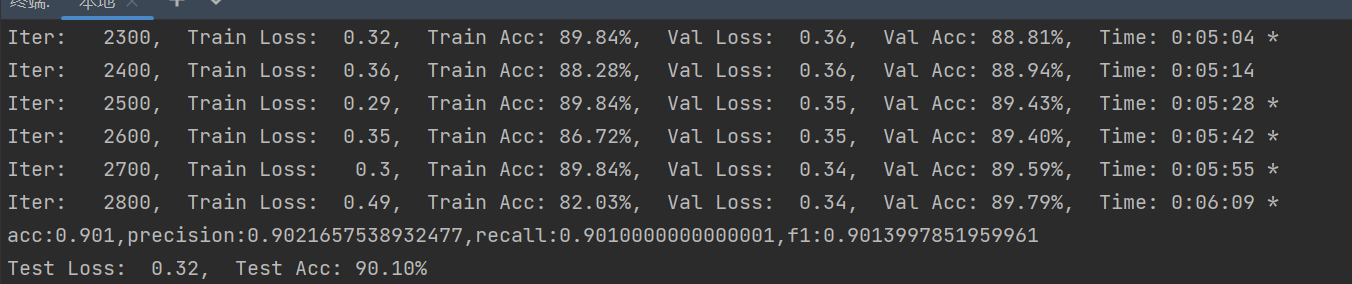 终端: 本地 × +
Iter:   2300,  Train Loss:  0.32,  Train Acc: 89.84%,  Val Loss:  0.36,  Val Acc: 88.81%,  Time: 0:05:04 *
Iter:   2400,  Train Loss:  0.36,  Train Acc: 88.28%,  Val Loss:  0.36,  Val Acc: 88.94%,  Time: 0:05:14
Iter:   2500,  Train Loss:  0.29,  Train Acc: 89.84%,  Val Loss:  0.35,  Val Acc: 89.43%,  Time: 0:05:28 *
Iter:   2600,  Train Loss:  0.35,  Train Acc: 86.72%,  Val Loss:  0.35,  Val Acc: 89.40%,  Time: 0:05:42 *
Iter:   2700,  Train Loss:   0.3,  Train Acc: 89.84%,  Val Loss:  0.34,  Val Acc: 89.59%,  Time: 0:05:55 *
Iter:   2800,  Train Loss:  0.49,  Train Acc: 82.03%,  Val Loss:  0.34,  Val Acc: 89.79%,  Time: 0:06:09 *
acc:0.901,precision:0.9021657538932477,recall:0.9010000000000001,f1:0.9013997851959961
Test Loss:  0.32,  Test Acc: 90.10%